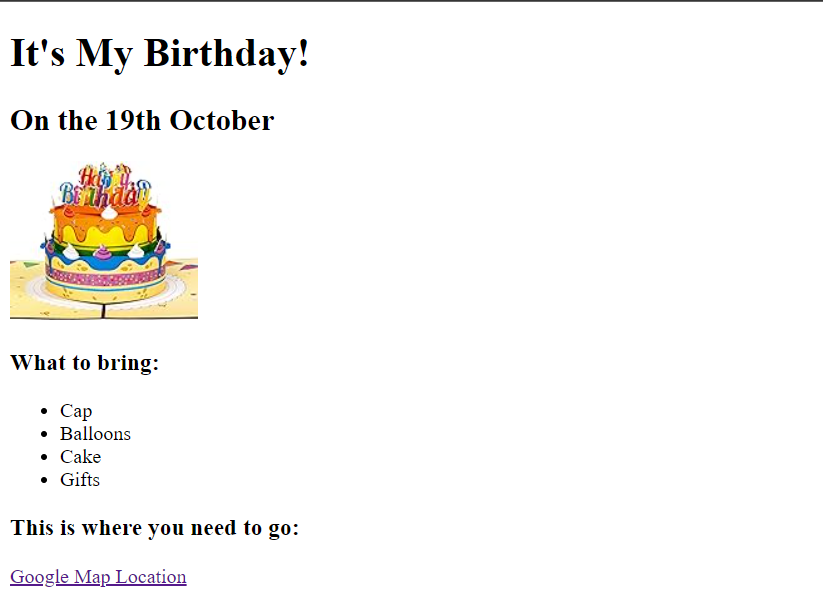 It's My Birthday!
On the 19th October
Happy
Birthday
What to bring:
Cap
Balloons
Cake
Gifts
This is where you need to go:
Google Map Location